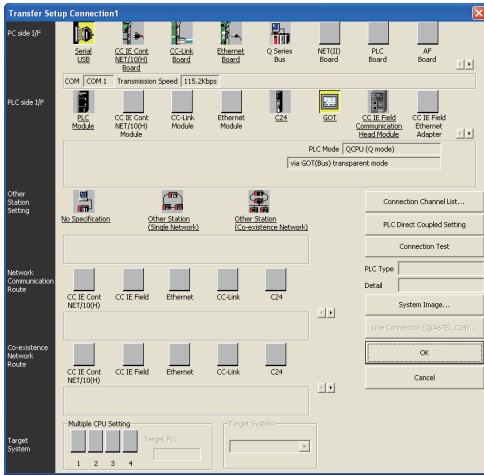 Transfer Setup Connection1
PC side I/F
Serial
USB
CC IE Cont
NET/10(H)
Board
CC-Link
Board
Ethernet
Board
Q Series
Bus
NET(II)
Board
PLC
Board
AF
Board
COM COM 1 Transmission Speed 115.2Kbps
PLC side I/F
PLC
Module
CC IE Cont
NET/10(H)
Module
CC-Link
Module
Ethernet
Module
C24
GOT
CC IE Field
Communication
Head Module
CC IE Field
Ethernet
Adapter
PLC Mode QCPU (Q mode)
via GOT(Bus) transparent mode
Other
Station
Setting
No Specification
Other Station
(Single Network)
Other Station
(Co-existence Network)
Connection Channel List...
PLC Direct Coupled Setting
Connection Test
PLC Type
Detail
System Image...
Line Connection (Q/A6TEL,C24)...
OK
Cancel
Network
Communication
Route
CC IE Cont
NET/10(H)
CC IE Field
Ethernet
CC-Link
C24
Co-existence
Network
Route
CC IE Cont
NET/10(H)
CC IE Field
Ethernet
CC-Link
C24
Target
System
Multiple CPU Setting
1 2 3 4
Target PLC
Target System